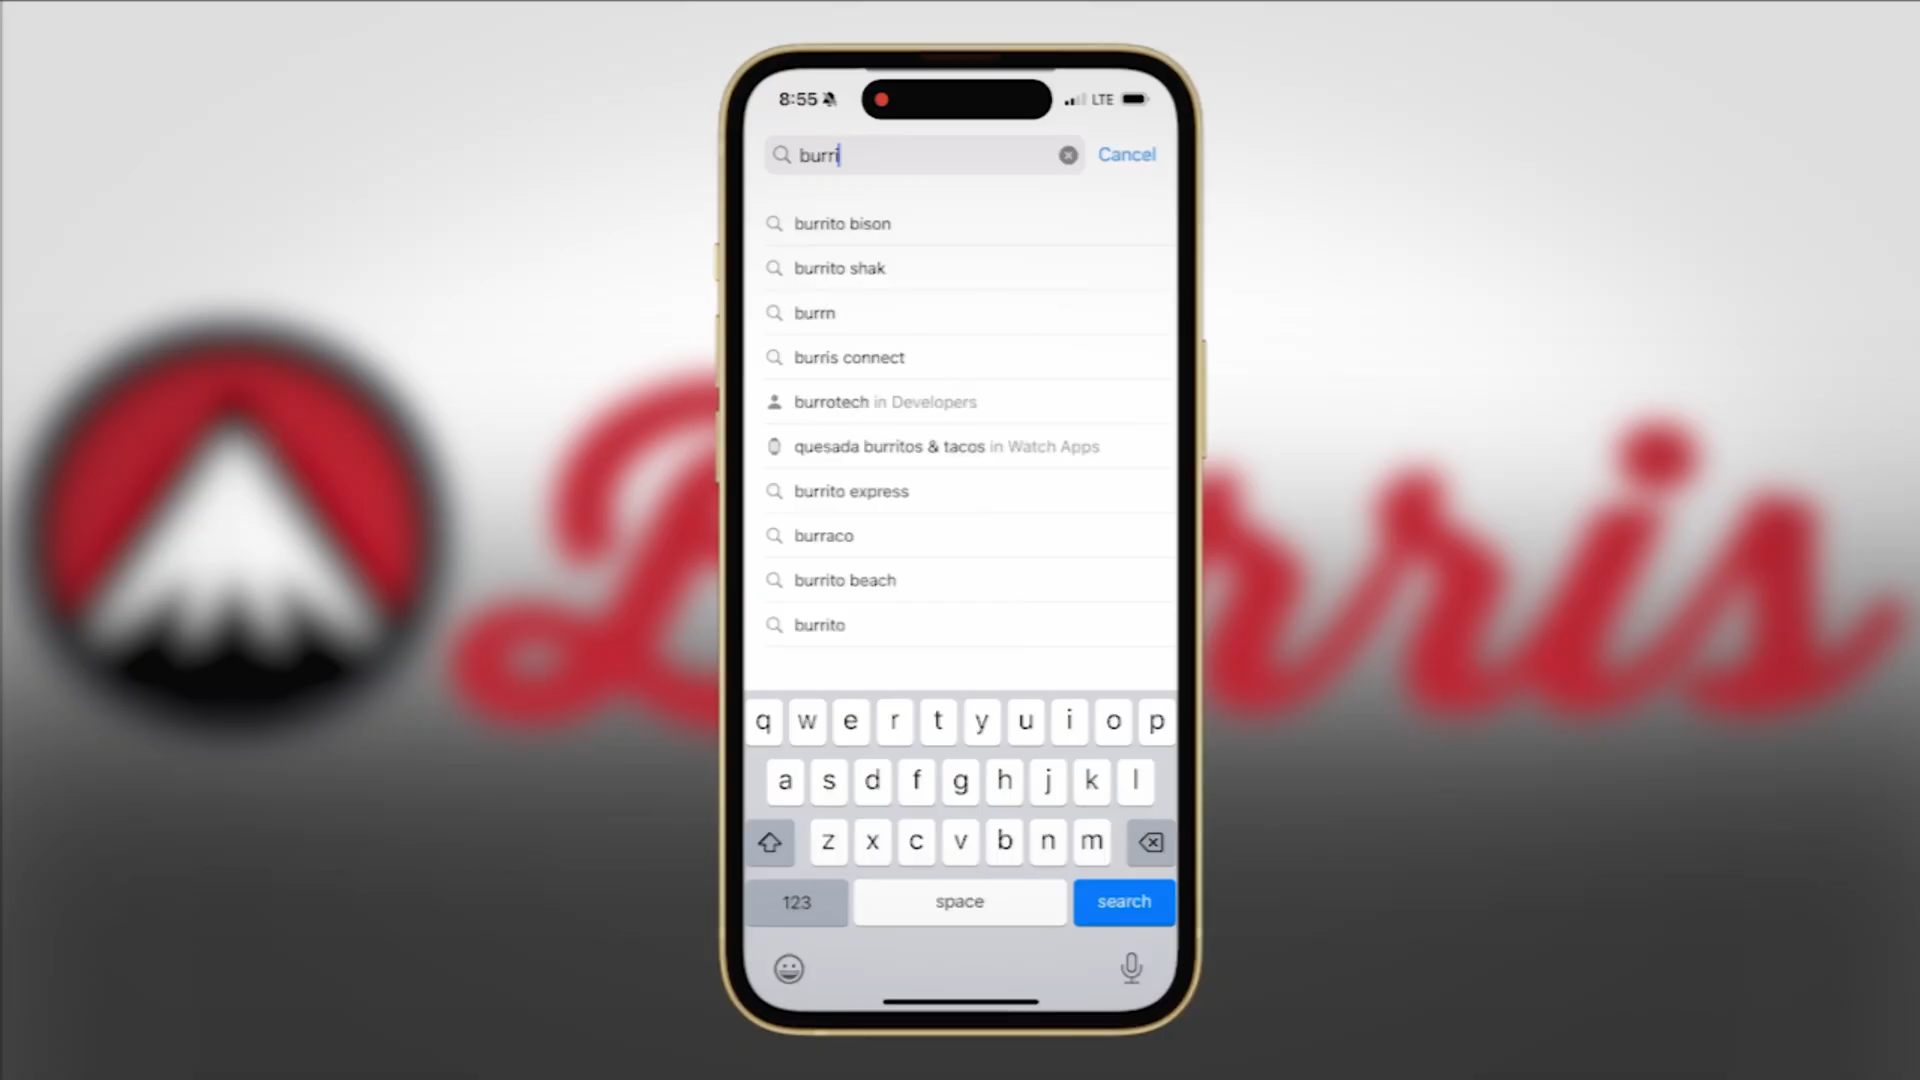 8:55 LTE
burri Cancel
burrito bison
burrito shak
burrn
burris connect
burrotech in Developers
quesada burritos & tacos in Watch Apps
burrito express
burraco
burrito beach
burrito
q w e r t y u i o p
a s d f g h j k l
z x c v b n m
123 space search
rris